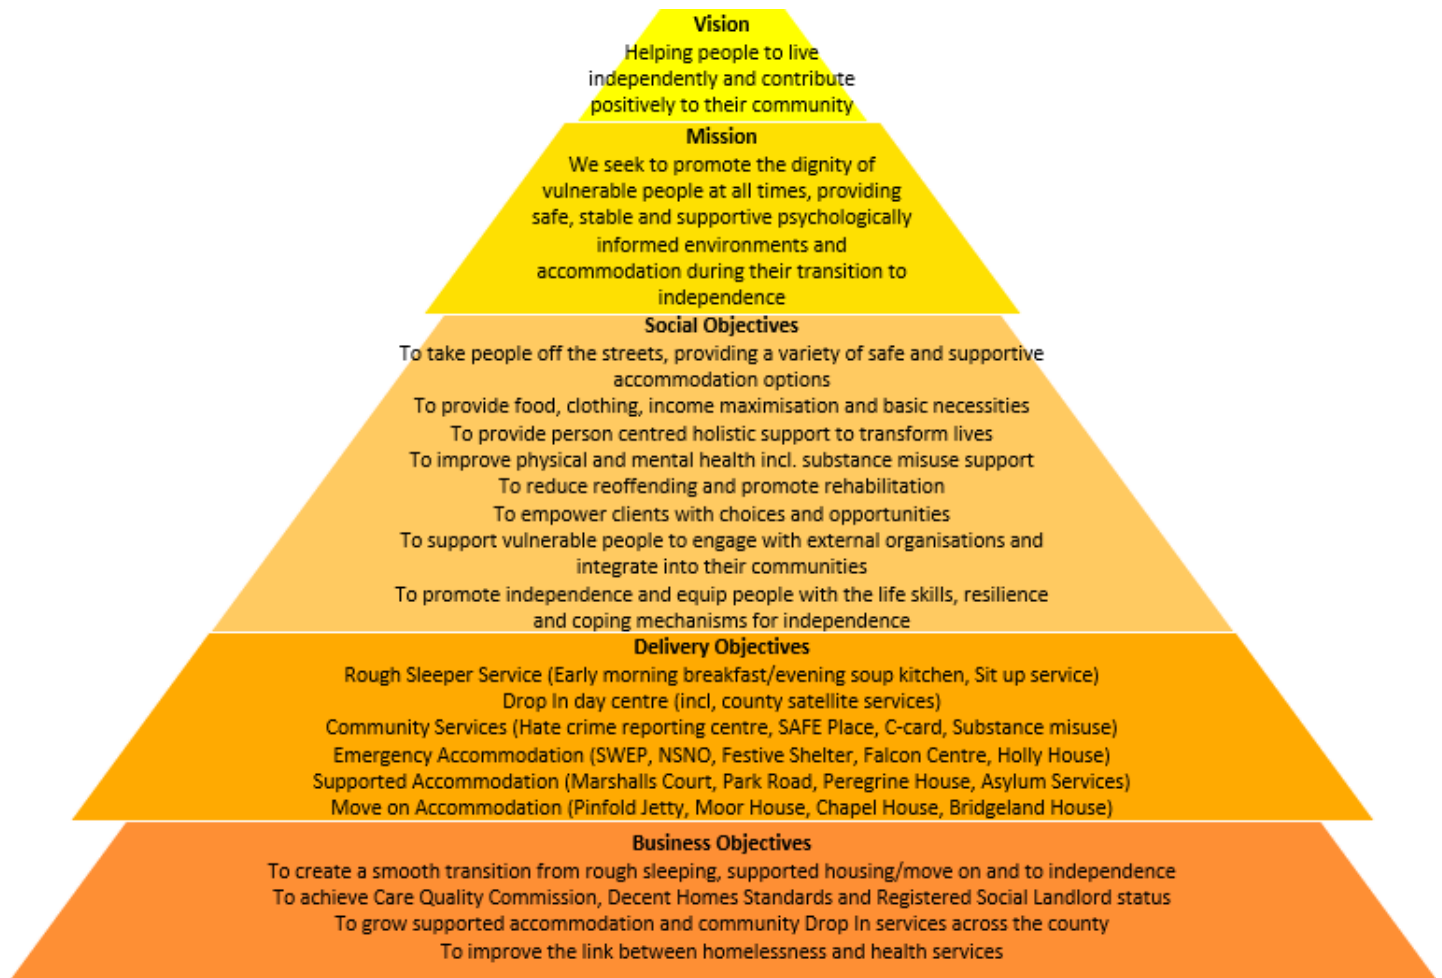 Vision
Helping people to live
independently and contribute
positively to their community
Mission
We seek to promote the dignity of
vulnerable people at all times, providing
safe, stable and supportive psychologically
informed environments and
accommodation during their transition to
independence
Social Objectives
To take people off the streets, providing a variety of safe and supportive
accommodation options
To provide food, clothing, income maximisation and basic necessities
To provide person centred holistic support to transform lives
To improve physical and mental health incl. substance misuse support
To reduce reoffending and promote rehabilitation
To empower clients with choices and opportunities
To support vulnerable people to engage with external organisations and
integrate into their communities
To promote independence and equip people with the life skills, resilience
and coping mechanisms for independence
Delivery Objectives
Rough Sleeper Service (Early morning breakfast/evening soup kitchen, Sit up service)
Drop In day centre (incl, county satellite services)
Community Services (Hate crime reporting centre, SAFE Place, C-card, Substance misuse)
Emergency Accommodation (SWEP, NSNO, Festive Shelter, Falcon Centre, Holly House)
Supported Accommodation (Marshalls Court, Park Road, Peregrine House, Asylum Services)
Move on Accommodation (Pinfold Jetty, Moor House, Chapel House, Bridgeland House)
Business Objectives
To create a smooth transition from rough sleeping, supported housing/move on and to independence
To achieve Care Quality Commission, Decent Homes Standards and Registered Social Landlord status
To grow supported accommodation and community Drop In services across the county
To improve the link between homelessness and health services